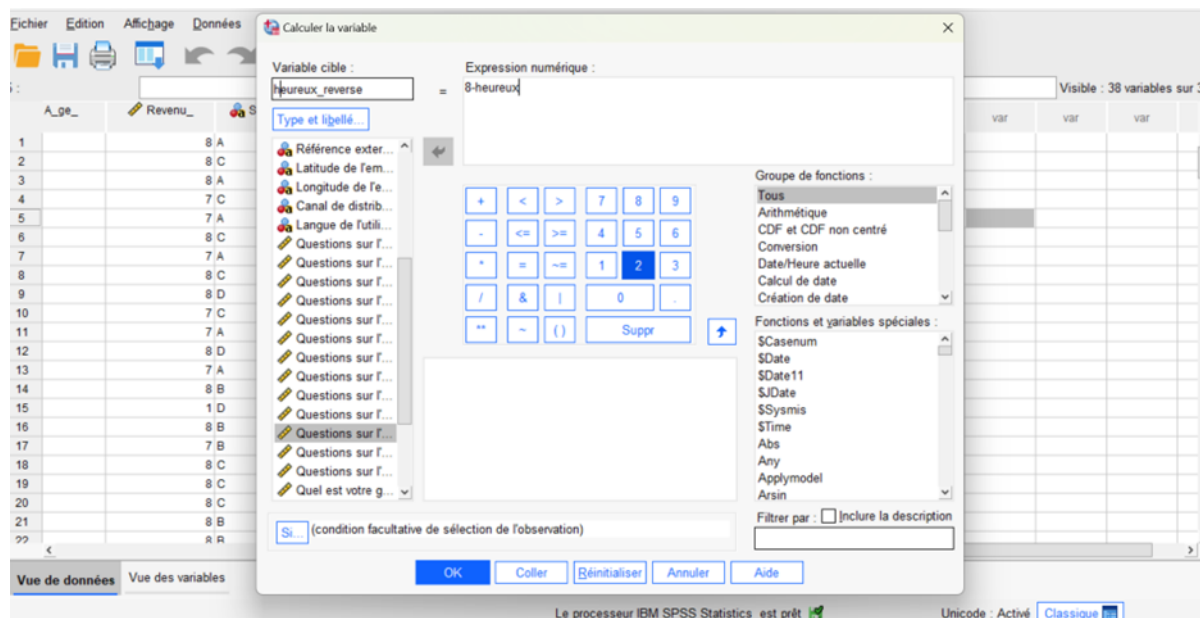 Fichier Edition Affichage Données
Calculer la variable
Variable cible :
heureux_reverse
=
Expression numérique :
8-heureux
Type et libellé...
Visible : 38 variables sur
A_ge_ Revenu_ S
var var var
Référence exter...
Latitude de l'em...
Longitude de l'e...
Canal de distrib...
Langue de l'utili...
Questions sur l'...
Questions sur l'...
Questions sur l'...
Questions sur l'...
Questions sur l'...
Questions sur l'...
Questions sur l'...
Questions sur l'...
Questions sur l'...
Questions sur l'...
Questions sur l'...
Questions sur l'...
Questions sur l'...
Quel est votre g...
1 8 A
2 8 C
3 8 A
4 7 C
5 7 A
6 8 C
7 7 A
8 8 C
9 8 D
10 7 C
11 7 A
12 8 D
13 7 A
14 8 B
15 1 D
16 8 B
17 7 B
18 8 C
19 8 C
20 8 C
21 8 B
22 8 B
+ < > 7 8 9
- <= >= 4 5 6
* = ~= 1 2 3
/ & | 0 .
** ~ ( ) Suppr
Groupe de fonctions :
Tous
Arithmétique
CDF et CDF non centré
Conversion
Date/Heure actuelle
Calcul de date
Création de date
Fonctions et variables spéciales :
$Casenum
$Date
$Date11
$JDate
$Sysmis
$Time
Abs
Any
Applymodel
Arsin
Filtrer par : Inclure la description
Si... (condition facultative de sélection de l'observation)
OK Coller Réinitialiser Annuler Aide
Vue de données Vue des variables
Le processeur IBM SPSS Statistics est prêt Unicode : Activé Classique